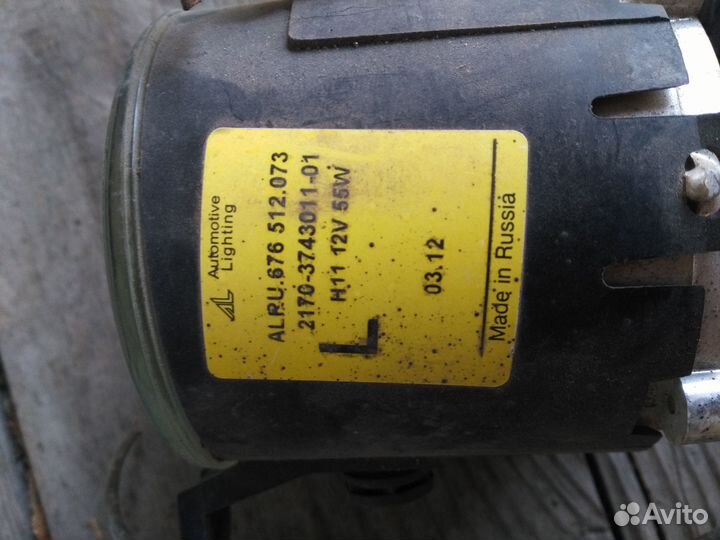 Automotive
Lighting
ALRU.676 512.073
2170-3743011-01
H11 12V 55W
L
03.12
Made in Russia
Avito